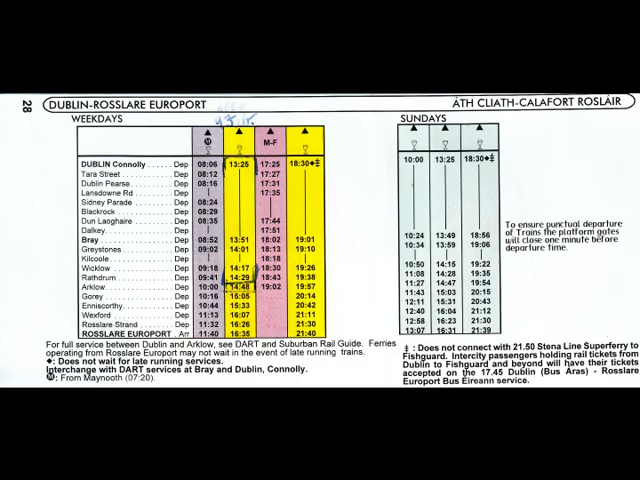 28
DUBLIN-ROSSLARE EUROPORT ÁTH CLIATH-CALAFORT ROSLÁIR
WEEKDAYS SUNDAYS
M M-F
DUBLIN Connolly Dep 08:06 13:25 17:25 18:30◆‡ 10:00 13:25 18:30◆‡
Tara Street Dep 08:12 | 17:27 |
Dublin Pearse Dep 08:16 | 17:31 |
Lansdowne Rd Dep | | 17:35 |
Sidney Parade Dep 08:24 | | |
Blackrock Dep 08:29 | | |
Dun Laoghaire Dep 08:35 | 17:44 |
Dalkey Dep | | 17:51 |
Bray Dep 08:52 13:51 18:02 19:01 10:24 13:49 18:56
Greystones Dep 09:02 14:01 18:13 19:10 10:34 13:59 19:06
Kilcoole Dep | | 18:18 |
Wicklow Dep 09:18 14:17 18:30 19:26 10:50 14:15 19:22
Rathdrum Dep 09:41 14:29 18:43 19:38 11:08 14:28 19:35
Arklow Dep 10:00 14:48 19:02 19:57 11:27 14:47 19:54
Gorey Dep 10:16 15:05 20:14 11:43 15:03 20:15
Enniscorthy Dep 10:44 15:33 20:42 12:11 15:31 20:43
Wexford Dep 11:13 16:07 21:11 12:40 16:04 21:12
Rosslare Strand Dep 11:32 16:26 21:30 12:58 16:23 21:30
ROSSLARE EUROPORT Arr 11:40 16:35 21:40 13:07 16:31 21:39
To ensure punctual departure
of Trains the platform gates
will close one minute before
departure time.
For full service between Dublin and Arklow, see DART and Suburban Rail Guide. Ferries
operating from Rosslare Europort may not wait in the event of late running trains.
◆: Does not wait for late running services.
Interchange with DART services at Bray and Dublin, Connolly.
M: From Maynooth (07:20).
‡: Does not connect with 21.50 Stena Line Superferry to
Fishguard. Intercity passengers holding rail tickets from
Dublin to Fishguard and beyond will have their tickets
accepted on the 17.45 Dublin (Bus Áras) - Rosslare
Europort Bus Éireann service.